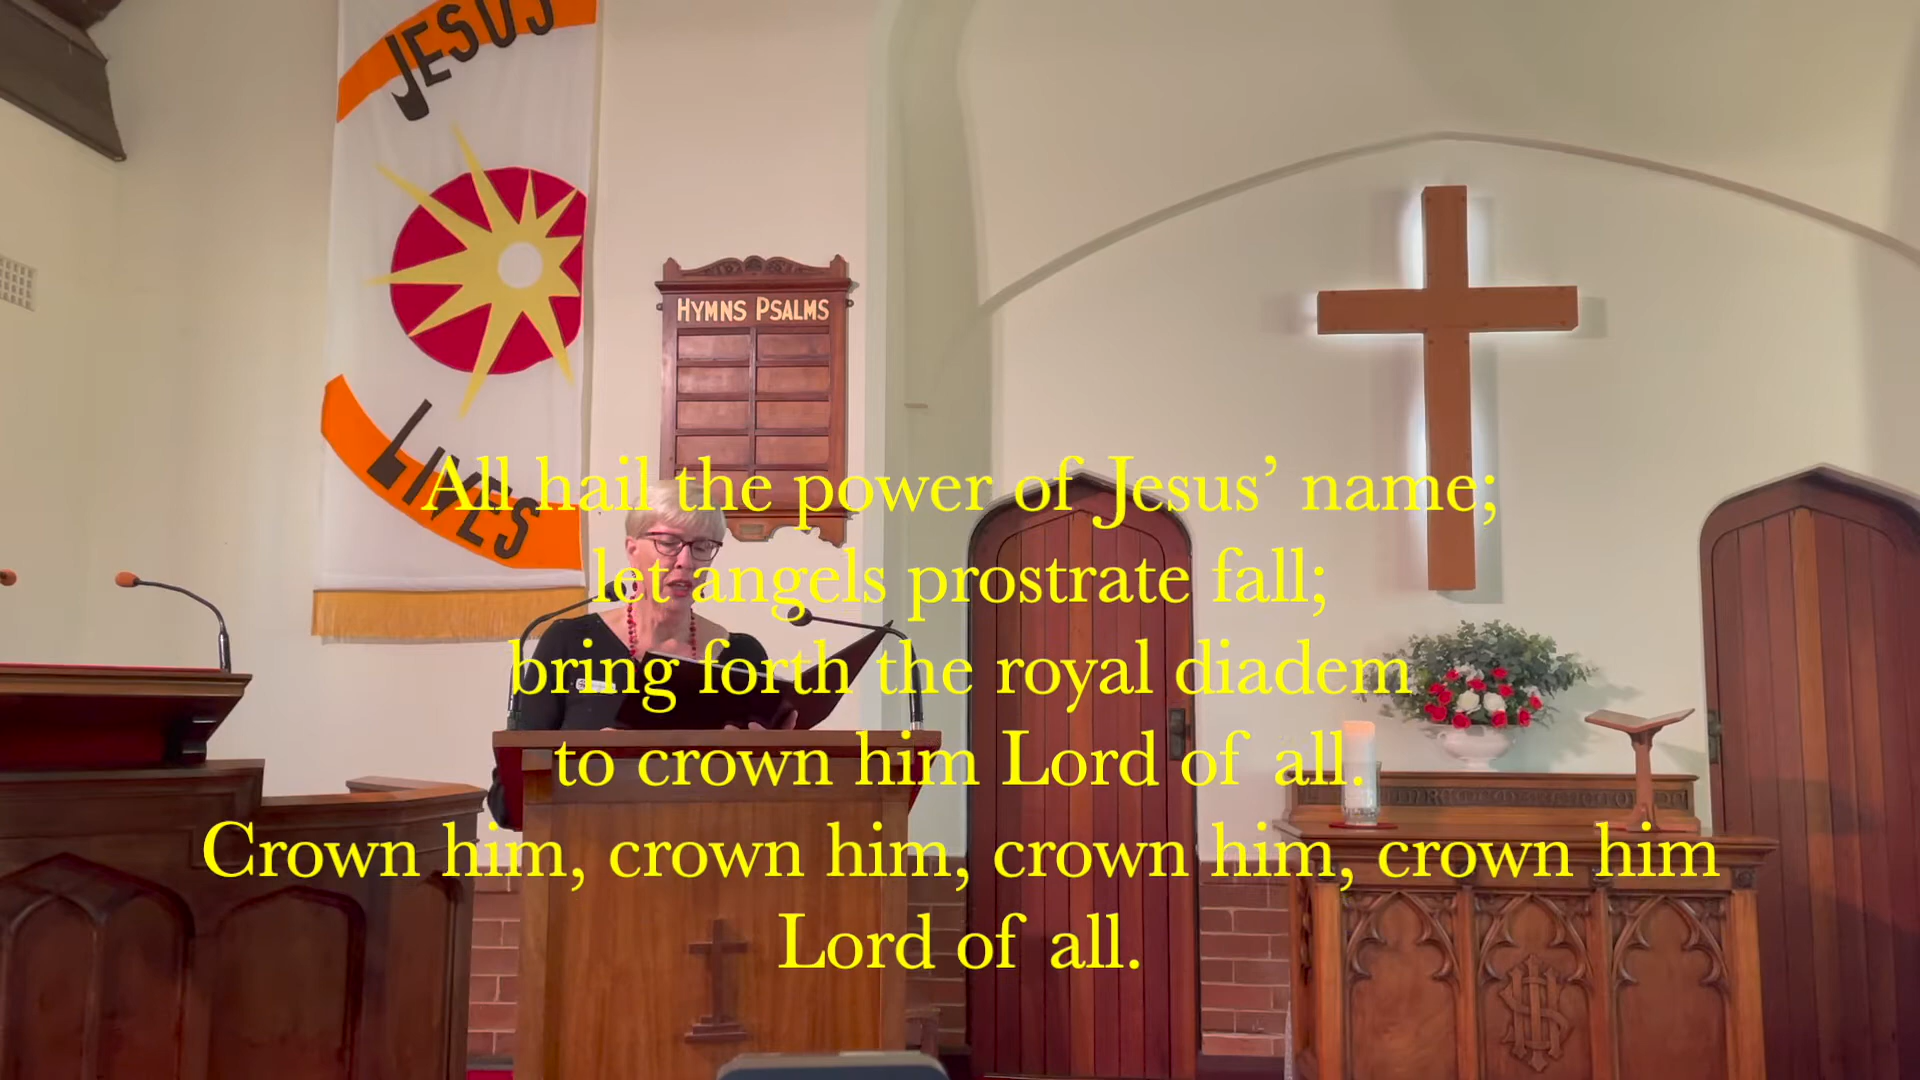 JESUS
HYMNS PSALMS
LIVES
All hail the power of Jesus’ name;
let angels prostrate fall;
bring forth the royal diadem
to crown him Lord of all.
Crown him, crown him, crown him, crown him
Lord of all.
IHS